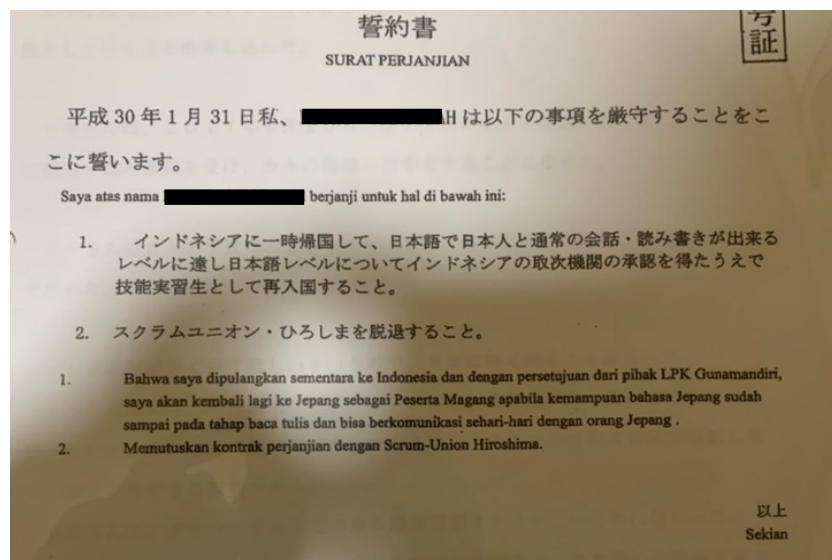 誓約書
号証
SURAT PERJANJIAN
平成30年1月31日私、 Hは以下の事項を厳守することをこ
こに誓います。
Saya atas nama berjanji untuk hal di bawah ini:
1. インドネシアに一時帰国して、日本語で日本人と通常の会話・読み書きが出来る
レベルに達し日本語レベルについてインドネシアの取次機関の承認を得たうえで
技能実習生として再入国すること。
2. スクラムユニオン・ひろしまを脱退すること。
1. Bahwa saya dipulangkan sementara ke Indonesia dan dengan persetujuan dari pihak LPK Gunamandiri,
saya akan kembali lagi ke Jepang sebagai Peserta Magang apabila kemampuan bahasa Jepang sudah
sampai pada tahap baca tulis dan bisa berkomunikasi sehari-hari dengan orang Jepang .
2. Memutuskan kontrak perjanjian dengan Scrum-Union Hiroshima.
以上
Sekian